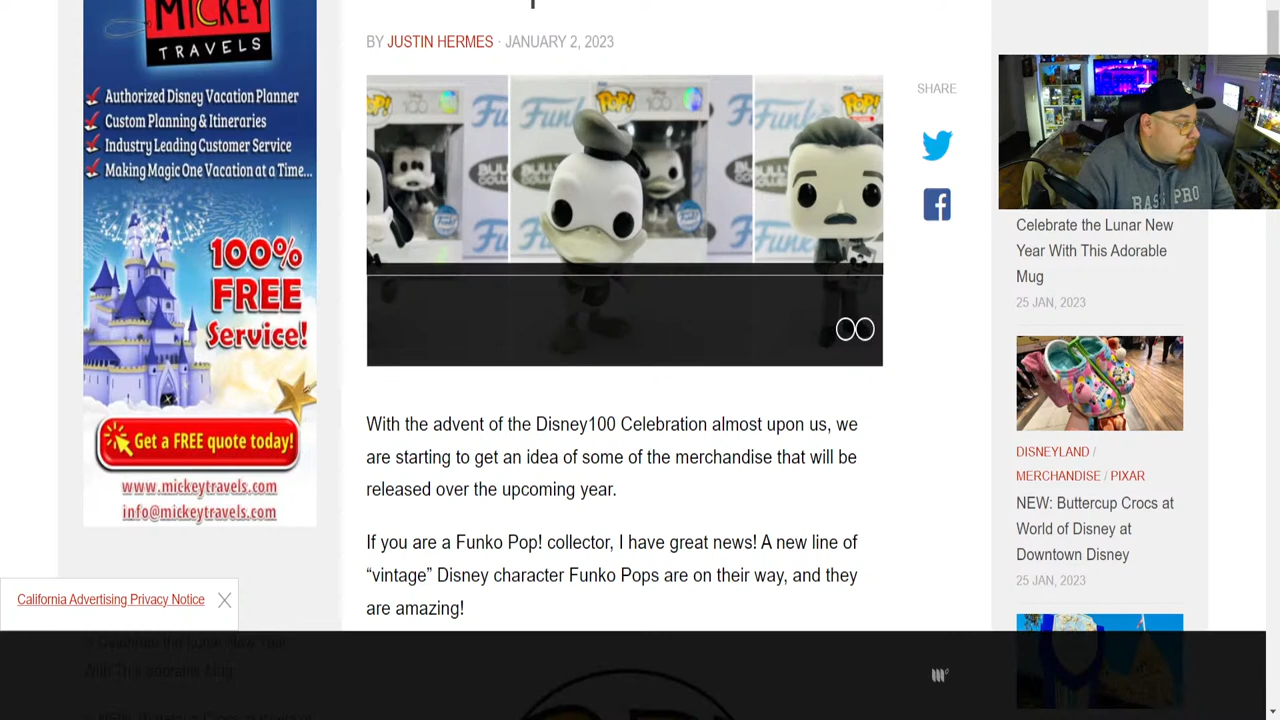 MICKEY
TRAVELS
Authorized Disney Vacation Planner
Custom Planning & Itineraries
Industry Leading Customer Service
Making Magic One Vacation at a Time...
100%
FREE
Service!
Get a FREE quote today!
www.mickeytravels.com
info@mickeytravels.com
California Advertising Privacy Notice
BY JUSTIN HERMES · JANUARY 2, 2023
POP!
100
Funko
With the advent of the Disney100 Celebration almost upon us, we
are starting to get an idea of some of the merchandise that will be
released over the upcoming year.
If you are a Funko Pop! collector, I have great news! A new line of
“vintage” Disney character Funko Pops are on their way, and they
are amazing!
SHARE
BASS PRO
Celebrate the Lunar New
Year With This Adorable
Mug
25 JAN, 2023
DISNEYLAND /
MERCHANDISE / PIXAR
NEW: Buttercup Crocs at
World of Disney at
Downtown Disney
25 JAN, 2023